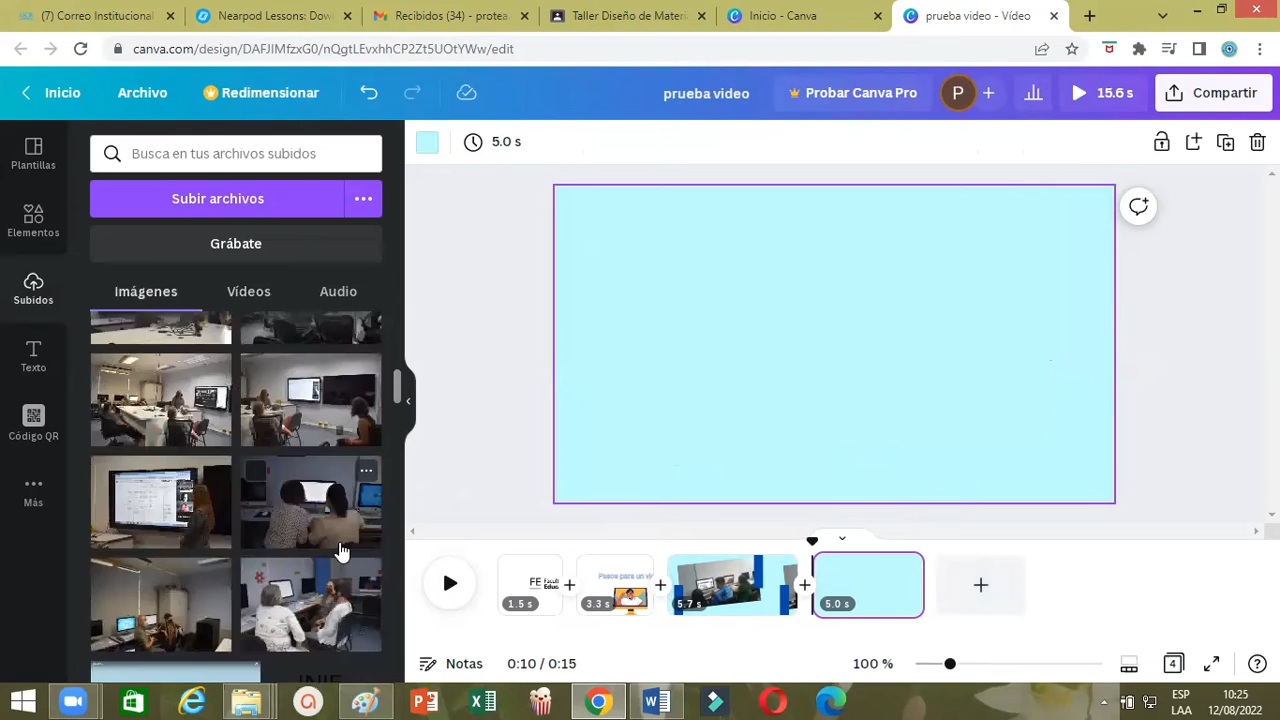 (7) Correo Institucional
Nearpod Lessons: Dow
Recibidos (34) - protea
Taller Diseño de Materi
Inicio - Canva
prueba video - Vídeo
canva.com/design/DAFJIMfzxG0/nQgtLEvxhhCP2Zt5UOtYWw/edit
Inicio
Archivo
Redimensionar
prueba video
Probar Canva Pro
P
15.6 s
Compartir
Plantillas
Elementos
Subidos
Texto
Código QR
Más
Busca en tus archivos subidos
Subir archivos
Grábate
Imágenes
Vídeos
Audio
5.0 s
FE
Facult
Educ
1.5 s
3.3 s
5.7 s
5.0 s
Notas
0:10 / 0:15
100 %
4
ESP
LAA
10:25
12/08/2022